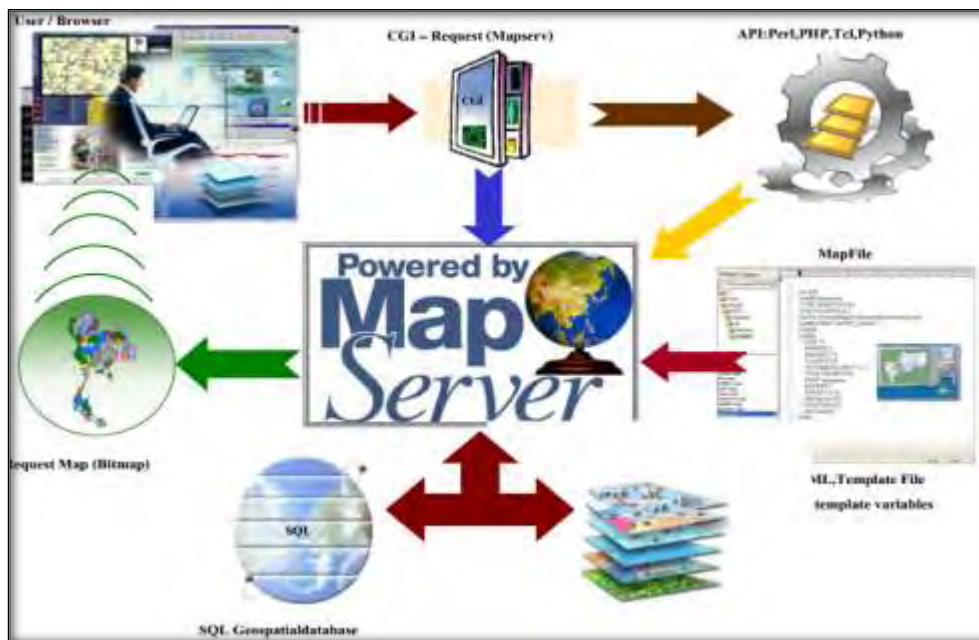 User / Browser
CGI – Request (Mapserv)
API:Perl,PHP,Tcl,Python
CGI
MapFile
Powered by
Map
Server
equest Map (Bitmap)
ML,Template File
template variables
SQL
SQL Geospatialdatabase